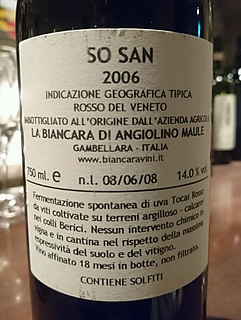 SO SAN
2006
INDICAZIONE GEOGRAFICA TIPICA
ROSSO DEL VENETO
IMBOTTIGLIATO ALL'ORIGINE DALL'AZIENDA AGRICOLA
LA BIANCARA DI ANGIOLINO MAULE
GAMBELLARA - ITALIA
www.biancaravini.it
750 ml. e n.l. 08/06/08 14.0% vol.
Fermentazione spontanea di uva Tocai Rosso
da viti coltivate su terreni argilloso - calcarei
nei colli Berici. Nessun intervento chimico in
vigna e in cantina nel rispetto della massima
espressività del suolo e del vitigno.
Vino affinato 18 mesi in botte, non filtrato.
CONTIENE SOLFITI